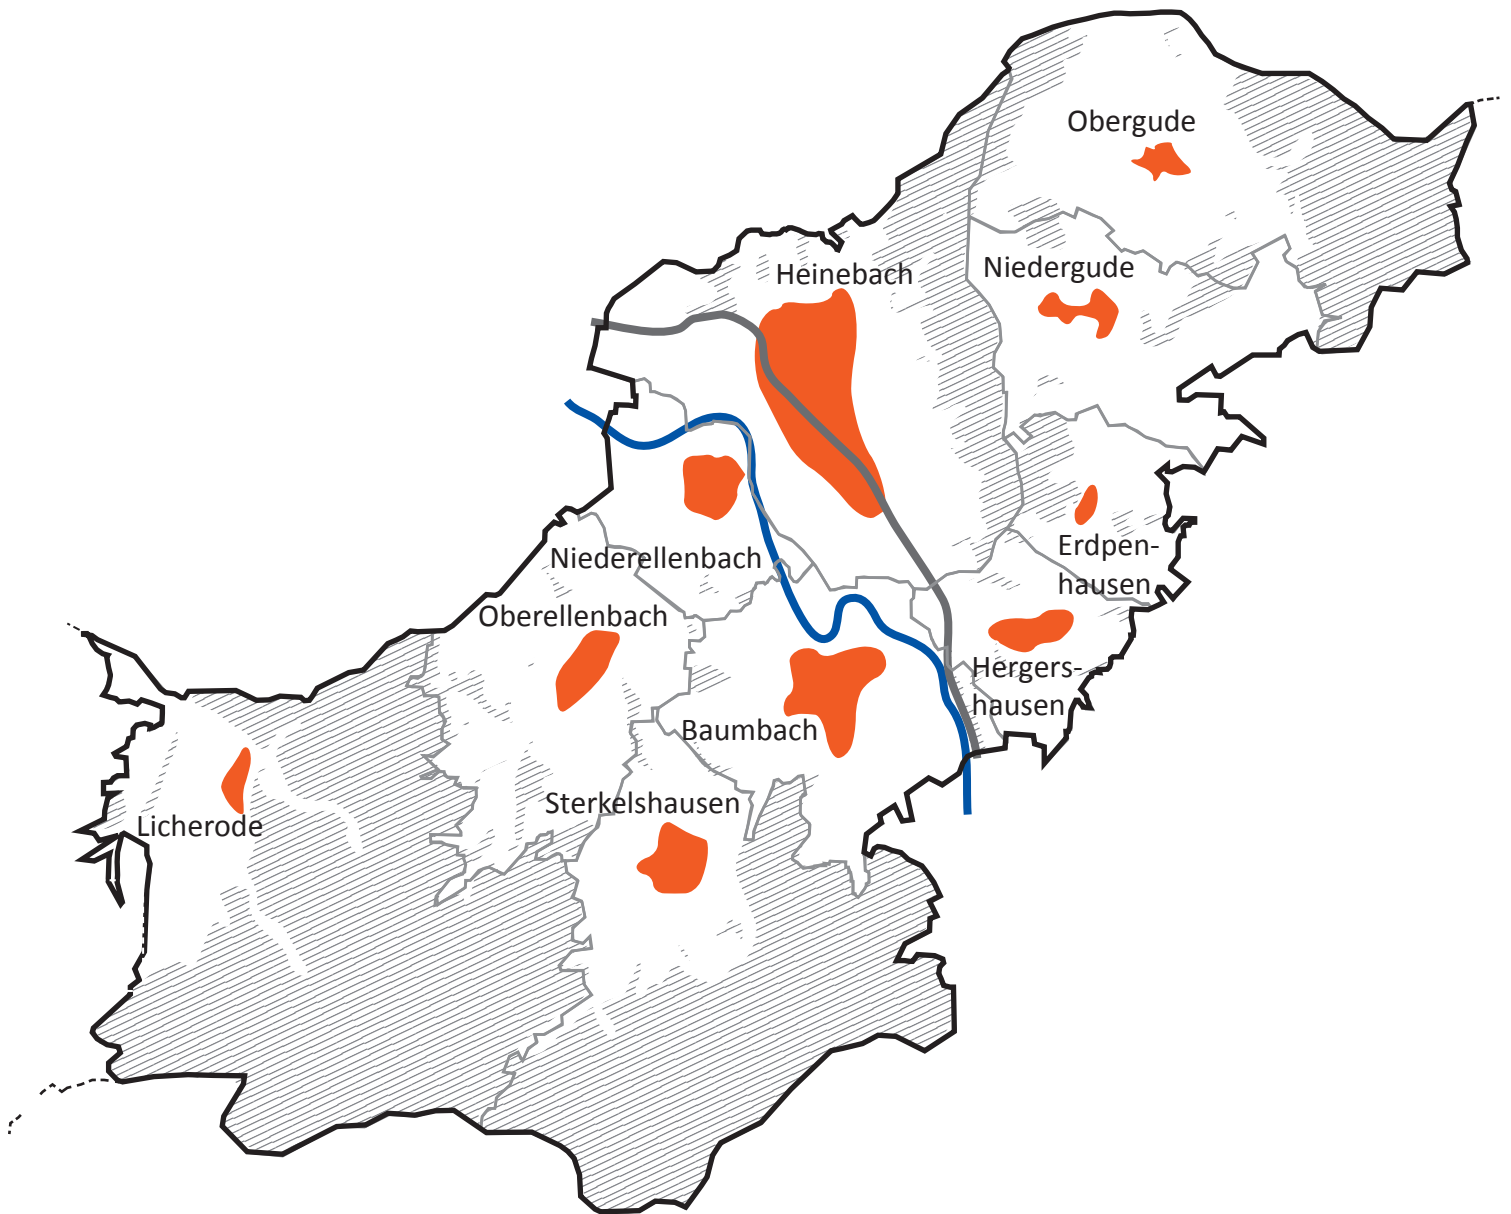 Obergude
Niedergude
Heinebach
Erdpen-
hausen
Niederellenbach
Oberellenbach
Hergers-
hausen
Baumbach
Sterkelshausen
Licherode